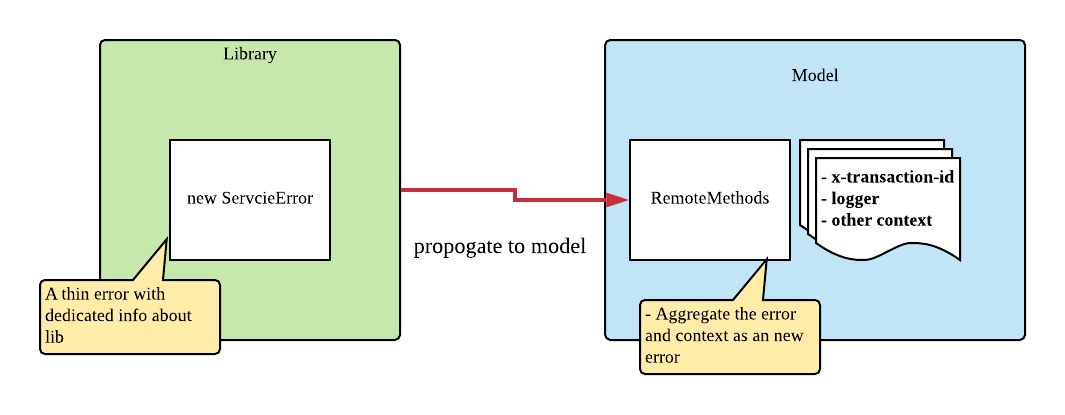 Library
new ServcieError
A thin error with
dedicated info about
lib
propogate to model
Model
RemoteMethods
- x-transaction-id
- logger
- other context
- Aggregate the error
and context as an new
error